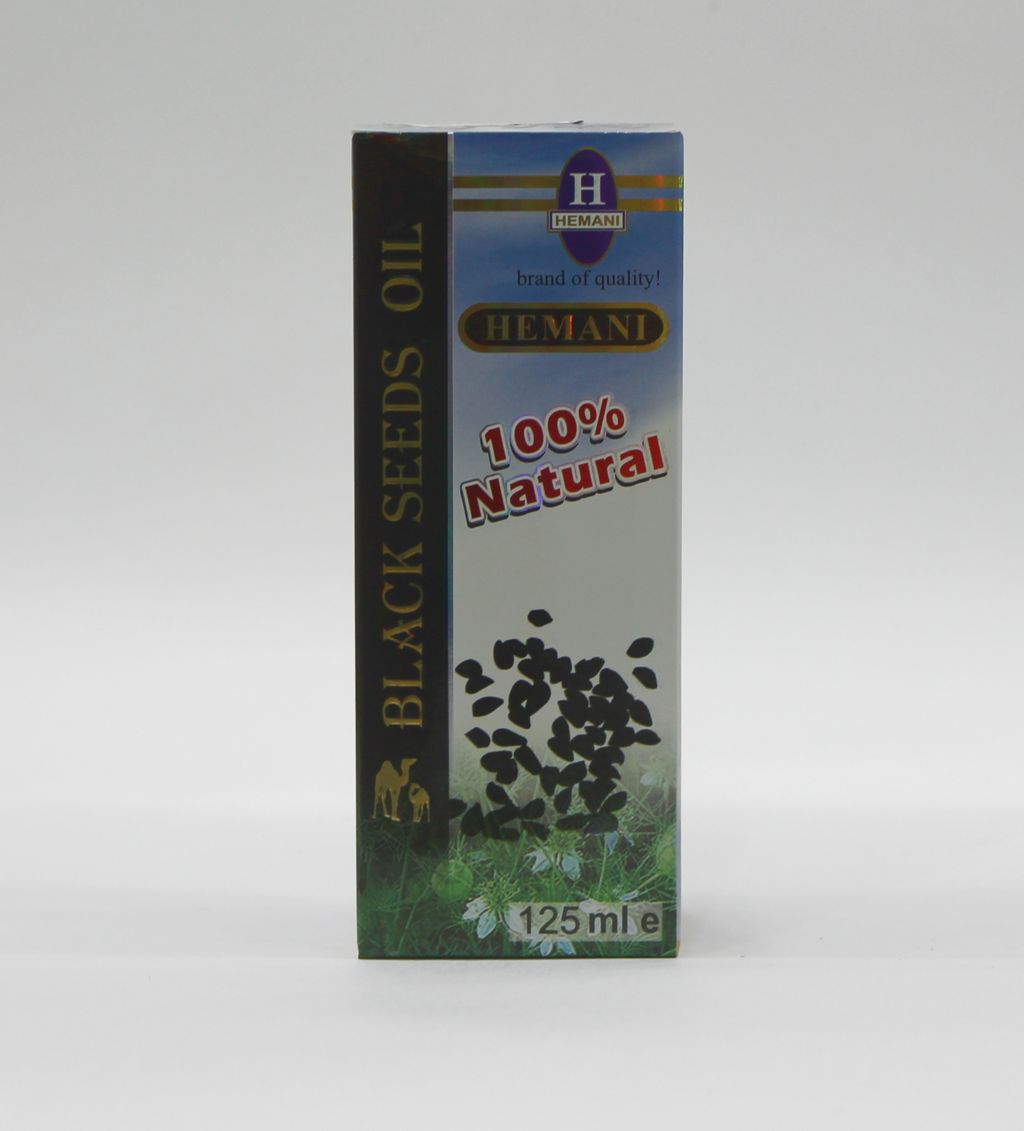 BLACK SEEDS OIL
H
HEMANI
brand of quality!
HEMANI
100%
Natural
125 ml e